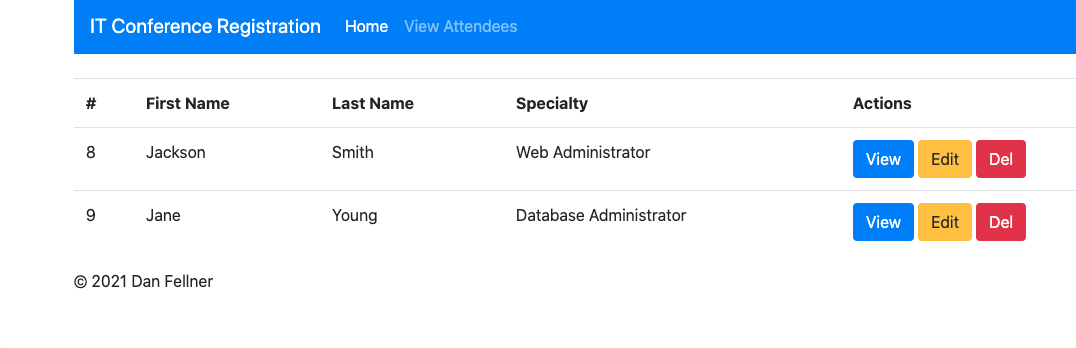 IT Conference Registration Home View Attendees
# First Name Last Name Specialty Actions
8 Jackson Smith Web Administrator View Edit Del
9 Jane Young Database Administrator View Edit Del
© 2021 Dan Fellner